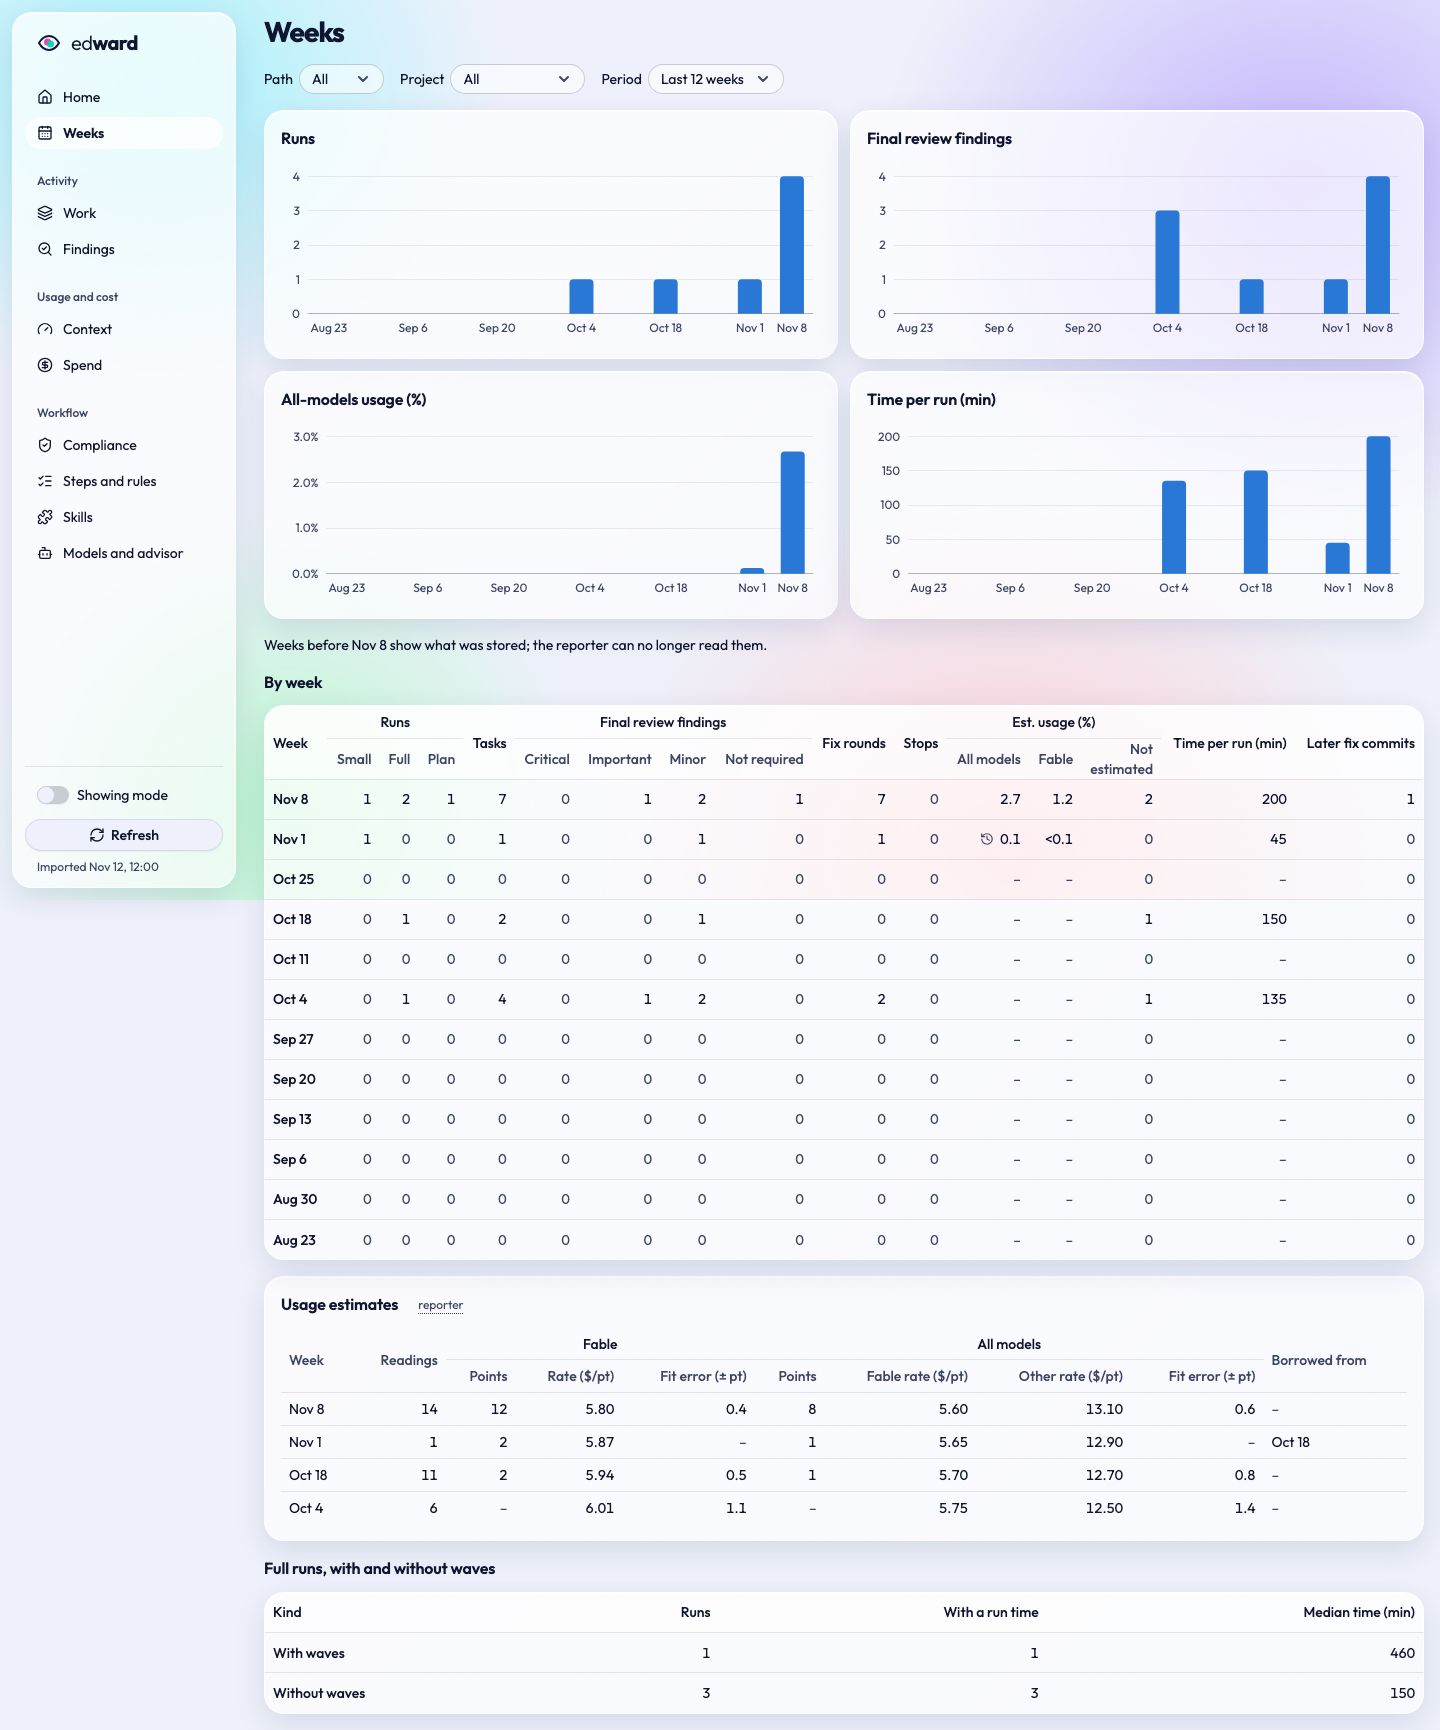 edward
Home
Weeks
Activity
Work
Findings
Usage and cost
Context
Spend
Workflow
Compliance
Steps and rules
Skills
Models and advisor
Showing mode
Refresh
Imported Nov 12, 12:00
Weeks
Path All Project All Period Last 12 weeks
Runs
4
3
2
1
0
Aug 23 Sep 6 Sep 20 Oct 4 Oct 18 Nov 1 Nov 8
Final review findings
4
3
2
1
0
Aug 23 Sep 6 Sep 20 Oct 4 Oct 18 Nov 1 Nov 8
All-models usage (%)
3.0%
2.0%
1.0%
0.0%
Aug 23 Sep 6 Sep 20 Oct 4 Oct 18 Nov 1 Nov 8
Time per run (min)
200
150
100
50
0
Aug 23 Sep 6 Sep 20 Oct 4 Oct 18 Nov 1 Nov 8
Weeks before Nov 8 show what was stored; the reporter can no longer read them.
By week
Week Runs Tasks Final review findings Fix rounds Stops Est. usage (%) Time per run (min) Later fix commits
Small Full Plan Critical Important Minor Not required All models Fable Not estimated
Nov 8 1 2 1 7 0 1 2 1 7 0 2.7 1.2 2 200 1
Nov 1 1 0 0 1 0 0 1 0 1 0 0.1 <0.1 0 45 0
Oct 25 0 0 0 0 0 0 0 0 0 0 – – 0 – 0
Oct 18 0 1 0 2 0 0 1 0 0 0 – – 1 150 0
Oct 11 0 0 0 0 0 0 0 0 0 0 – – 0 – 0
Oct 4 0 1 0 4 0 1 2 0 2 0 – – 1 135 0
Sep 27 0 0 0 0 0 0 0 0 0 0 – – 0 – 0
Sep 20 0 0 0 0 0 0 0 0 0 0 – – 0 – 0
Sep 13 0 0 0 0 0 0 0 0 0 0 – – 0 – 0
Sep 6 0 0 0 0 0 0 0 0 0 0 – – 0 – 0
Aug 30 0 0 0 0 0 0 0 0 0 0 – – 0 – 0
Aug 23 0 0 0 0 0 0 0 0 0 0 – – 0 – 0
Usage estimates reporter
Week Readings Fable All models Borrowed from
Points Rate ($/pt) Fit error (± pt) Points Fable rate ($/pt) Other rate ($/pt) Fit error (± pt)
Nov 8 14 12 5.80 0.4 8 5.60 13.10 0.6 –
Nov 1 1 2 5.87 – 1 5.65 12.90 – Oct 18
Oct 18 11 2 5.94 0.5 1 5.70 12.70 0.8 –
Oct 4 6 – 6.01 1.1 – 5.75 12.50 1.4 –
Full runs, with and without waves
Kind Runs With a run time Median time (min)
With waves 1 1 460
Without waves 3 3 150